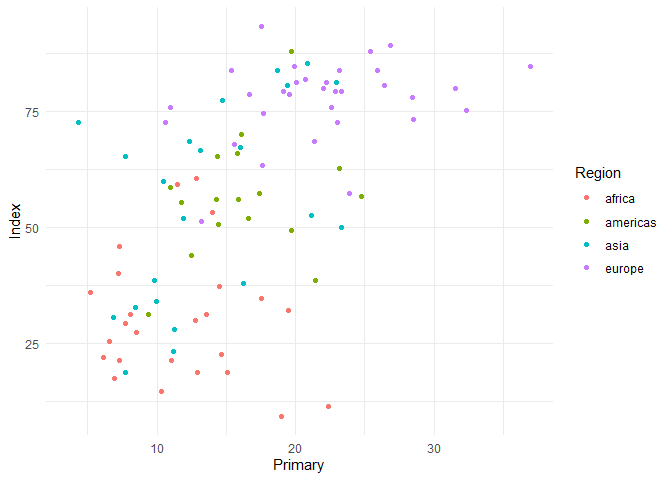 Index
75
50
25
10
20
30
Primary
Region
africa
americas
asia
europe